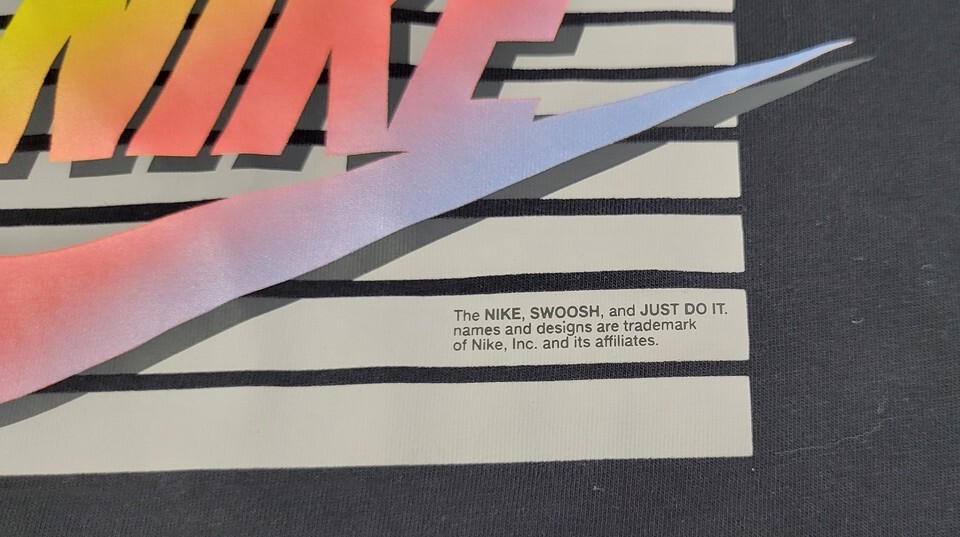 NIKE
The NIKE, SWOOSH, and JUST DO IT.
names and designs are trademark
of Nike, Inc. and its affiliates.